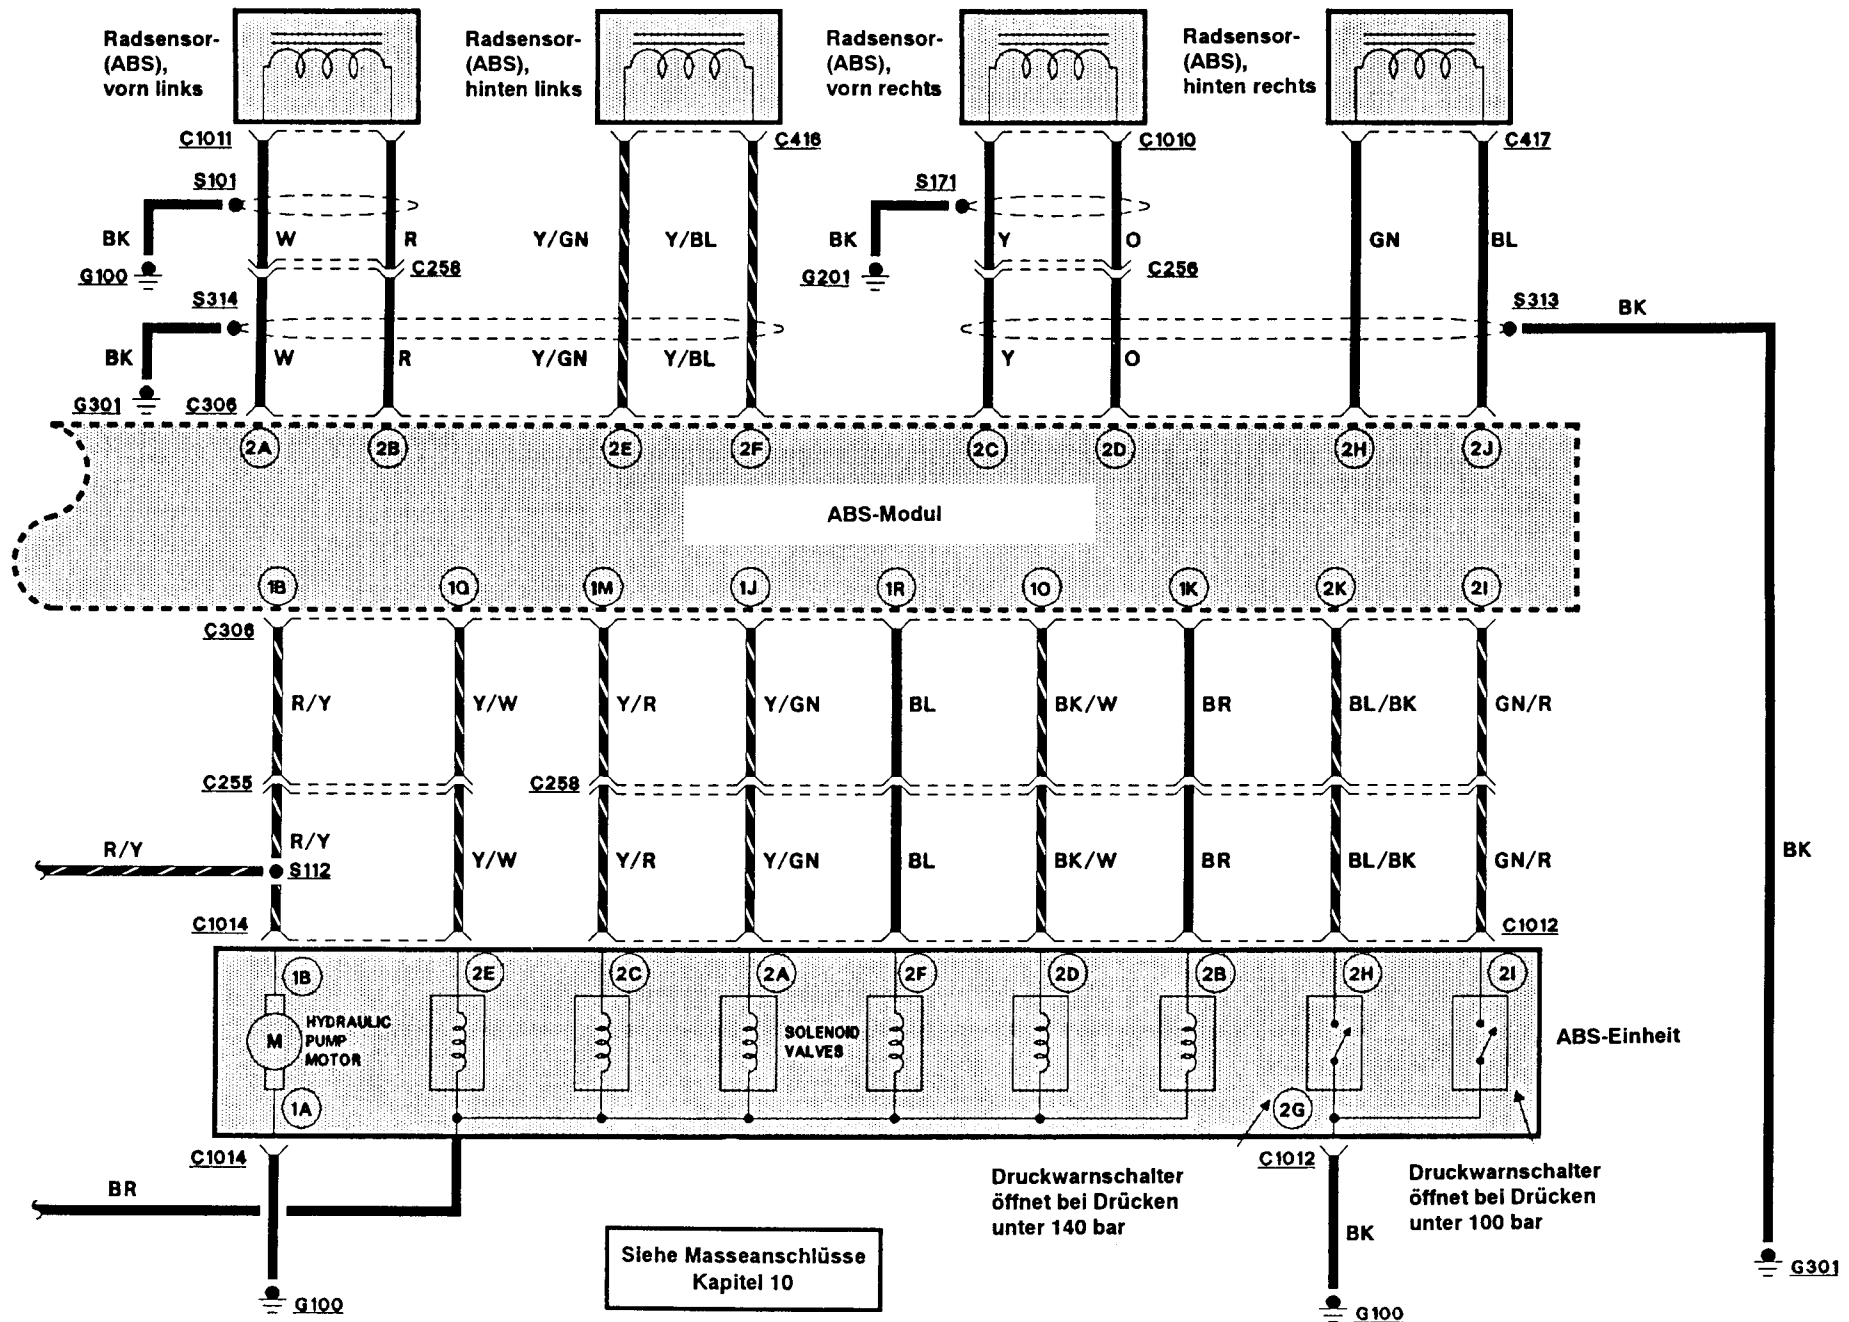 Radsensor-
(ABS),
vorn links
Radsensor-
(ABS),
hinten links
Radsensor-
(ABS),
vorn rechts
Radsensor-
(ABS),
hinten rechts
C1011
C416
C1010
C417
S101
S171
BK
W
R
Y/GN
Y/BL
BK
Y
O
GN
BL
G100
C258
G201
C256
S314
S313
BK
BK
W
R
Y/GN
Y/BL
Y
O
G301
C306
2A
2B
2E
2F
2C
2D
2H
2J
ABS-Modul
1B
1Q
1M
1J
1R
1O
1K
2K
2I
C306
R/Y
Y/W
Y/R
Y/GN
BL
BK/W
BR
BL/BK
GN/R
C255
C258
R/Y
R/Y
S112
Y/W
Y/R
Y/GN
BL
BK/W
BR
BL/BK
GN/R
BK
C1014
C1012
1B
2E
2C
2A
2F
2D
2B
2H
2I
M
HYDRAULIC
PUMP
MOTOR
SOLENOID
VALVES
ABS-Einheit
1A
2G
C1014
C1012
BR
Druckwarnschalter
öffnet bei Drücken
unter 140 bar
Druckwarnschalter
öffnet bei Drücken
unter 100 bar
BK
Siehe Masseanschlüsse
Kapitel 10
G301
G100
G100